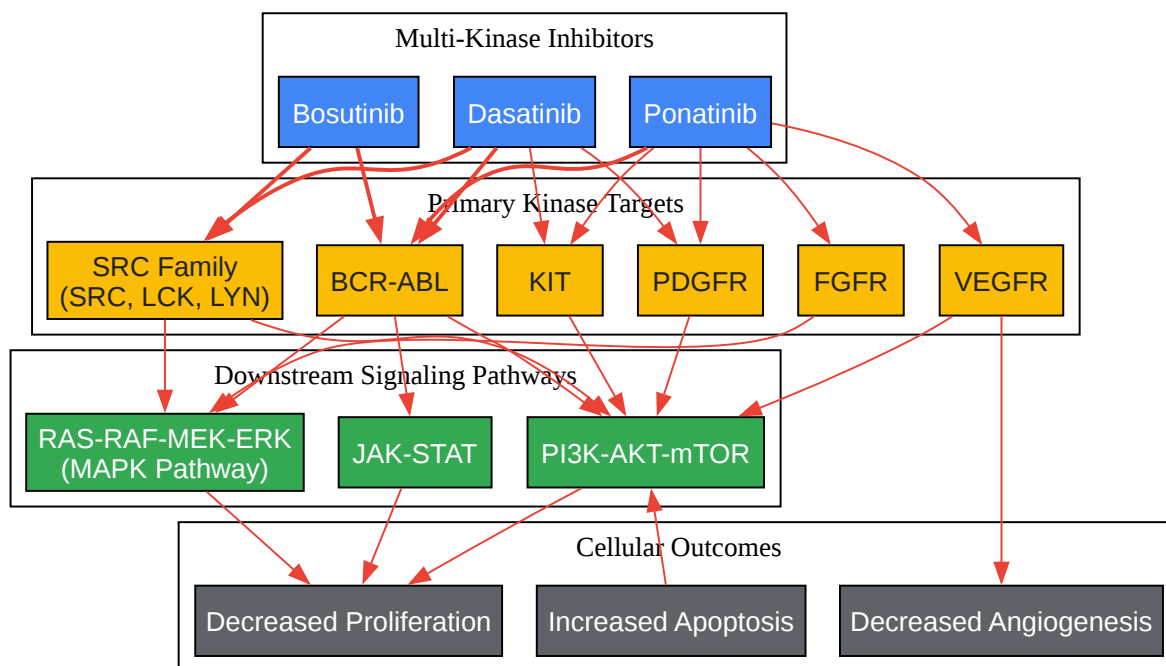 Multi-Kinase Inhibitors
Bosutinib
Dasatinib
Ponatinib
Primary Kinase Targets
SRC Family
(SRC, LCK, LYN)
BCR-ABL
KIT
PDGFR
FGFR
VEGFR
Downstream Signaling Pathways
RAS-RAF-MEK-ERK
(MAPK Pathway)
JAK-STAT
PI3K-AKT-mTOR
Cellular Outcomes
Decreased Proliferation
Increased Apoptosis
Decreased Angiogenesis